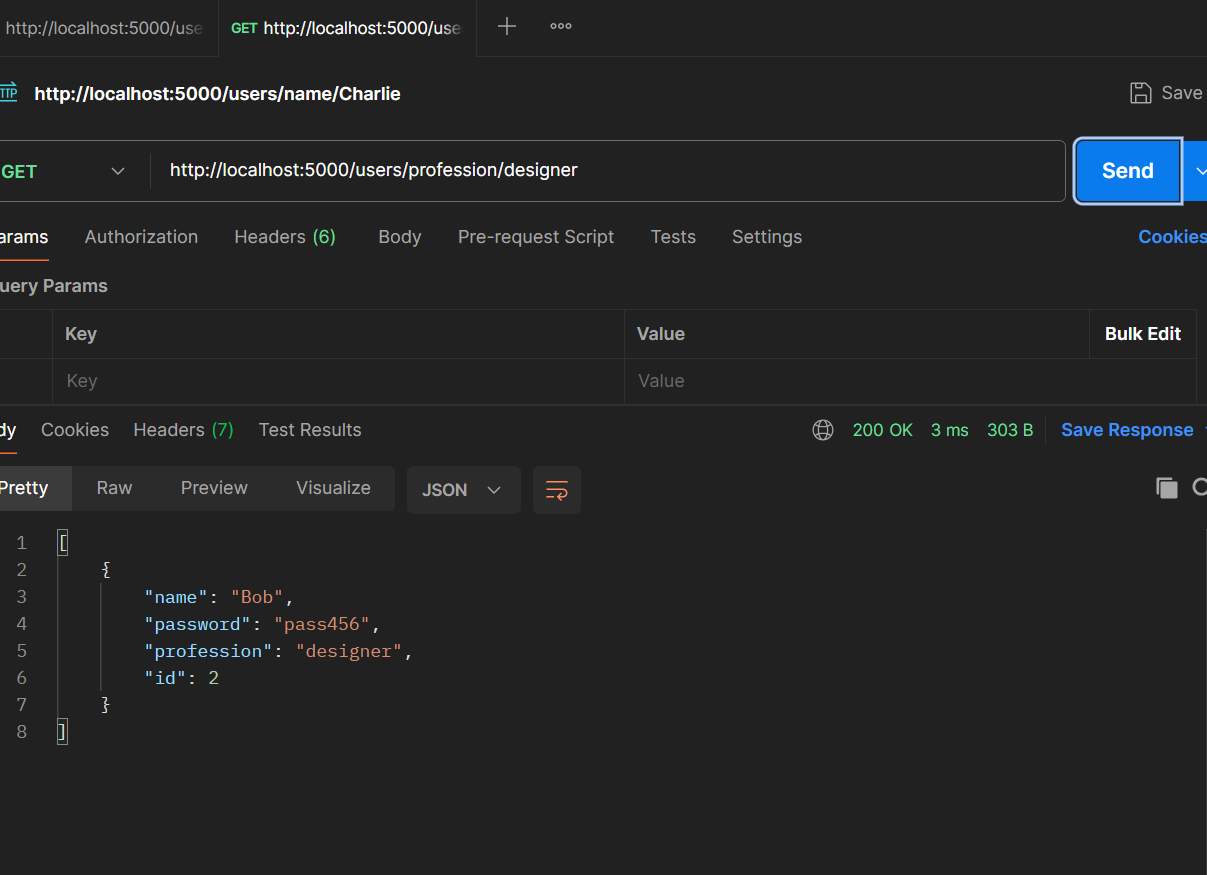 http://localhost:5000/use GET http://localhost:5000/use
TTP http://localhost:5000/users/name/Charlie Save
GET http://localhost:5000/users/profession/designer Send
arams Authorization Headers (6) Body Pre-request Script Tests Settings Cookies
uery Params
Key Value Bulk Edit
Key Value
dy Cookies Headers (7) Test Results 200 OK 3 ms 303 B Save Response
Pretty Raw Preview Visualize JSON
1 [
2 {
3 "name": "Bob",
4 "password": "pass456",
5 "profession": "designer",
6 "id": 2
7 }
8 ]